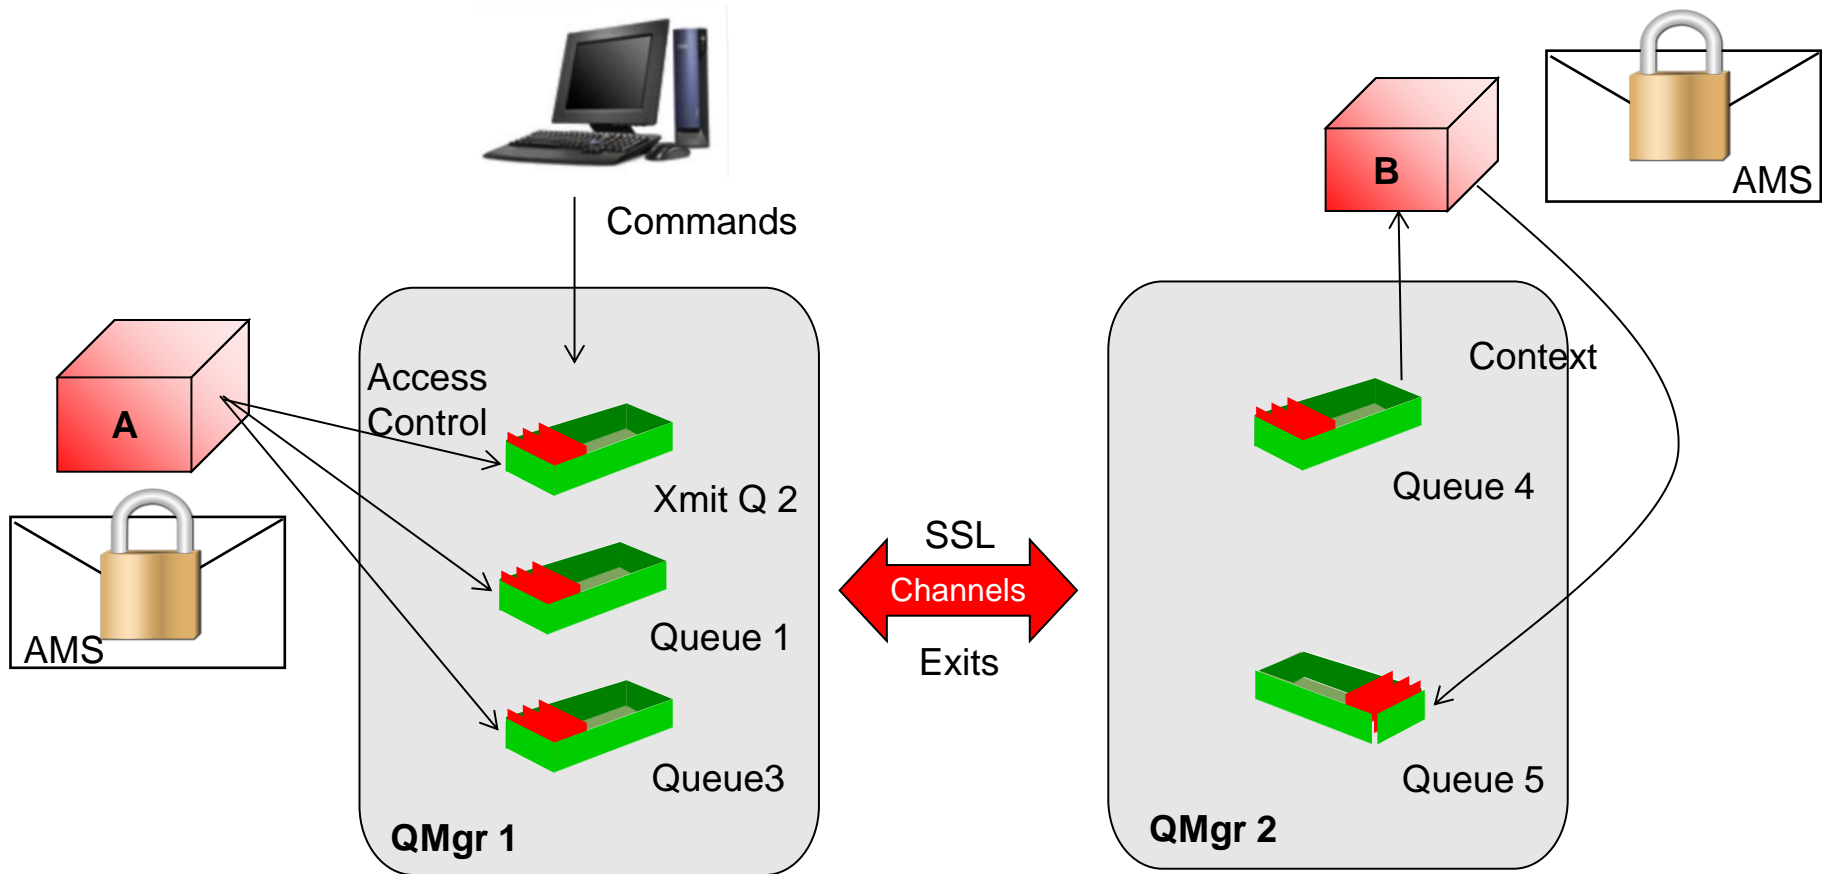 Commands
B
AMS
Access
Control
Context
A
Xmit Q 2
Queue 4
SSL
Channels
Exits
AMS
Queue 1
Queue3
Queue 5
QMgr 1
QMgr 2